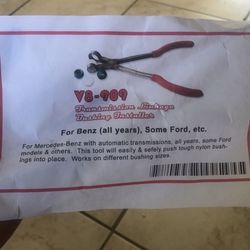 V8-989
Transmission Linkage
Bushing Installer
For Benz (all years), Some Ford, etc.
For Mercedes-Benz with automatic transmissions, all years, some Ford
models & others. This tool will easily & safely push tough nylon bush-
ings into place. Works on different bushing sizes.